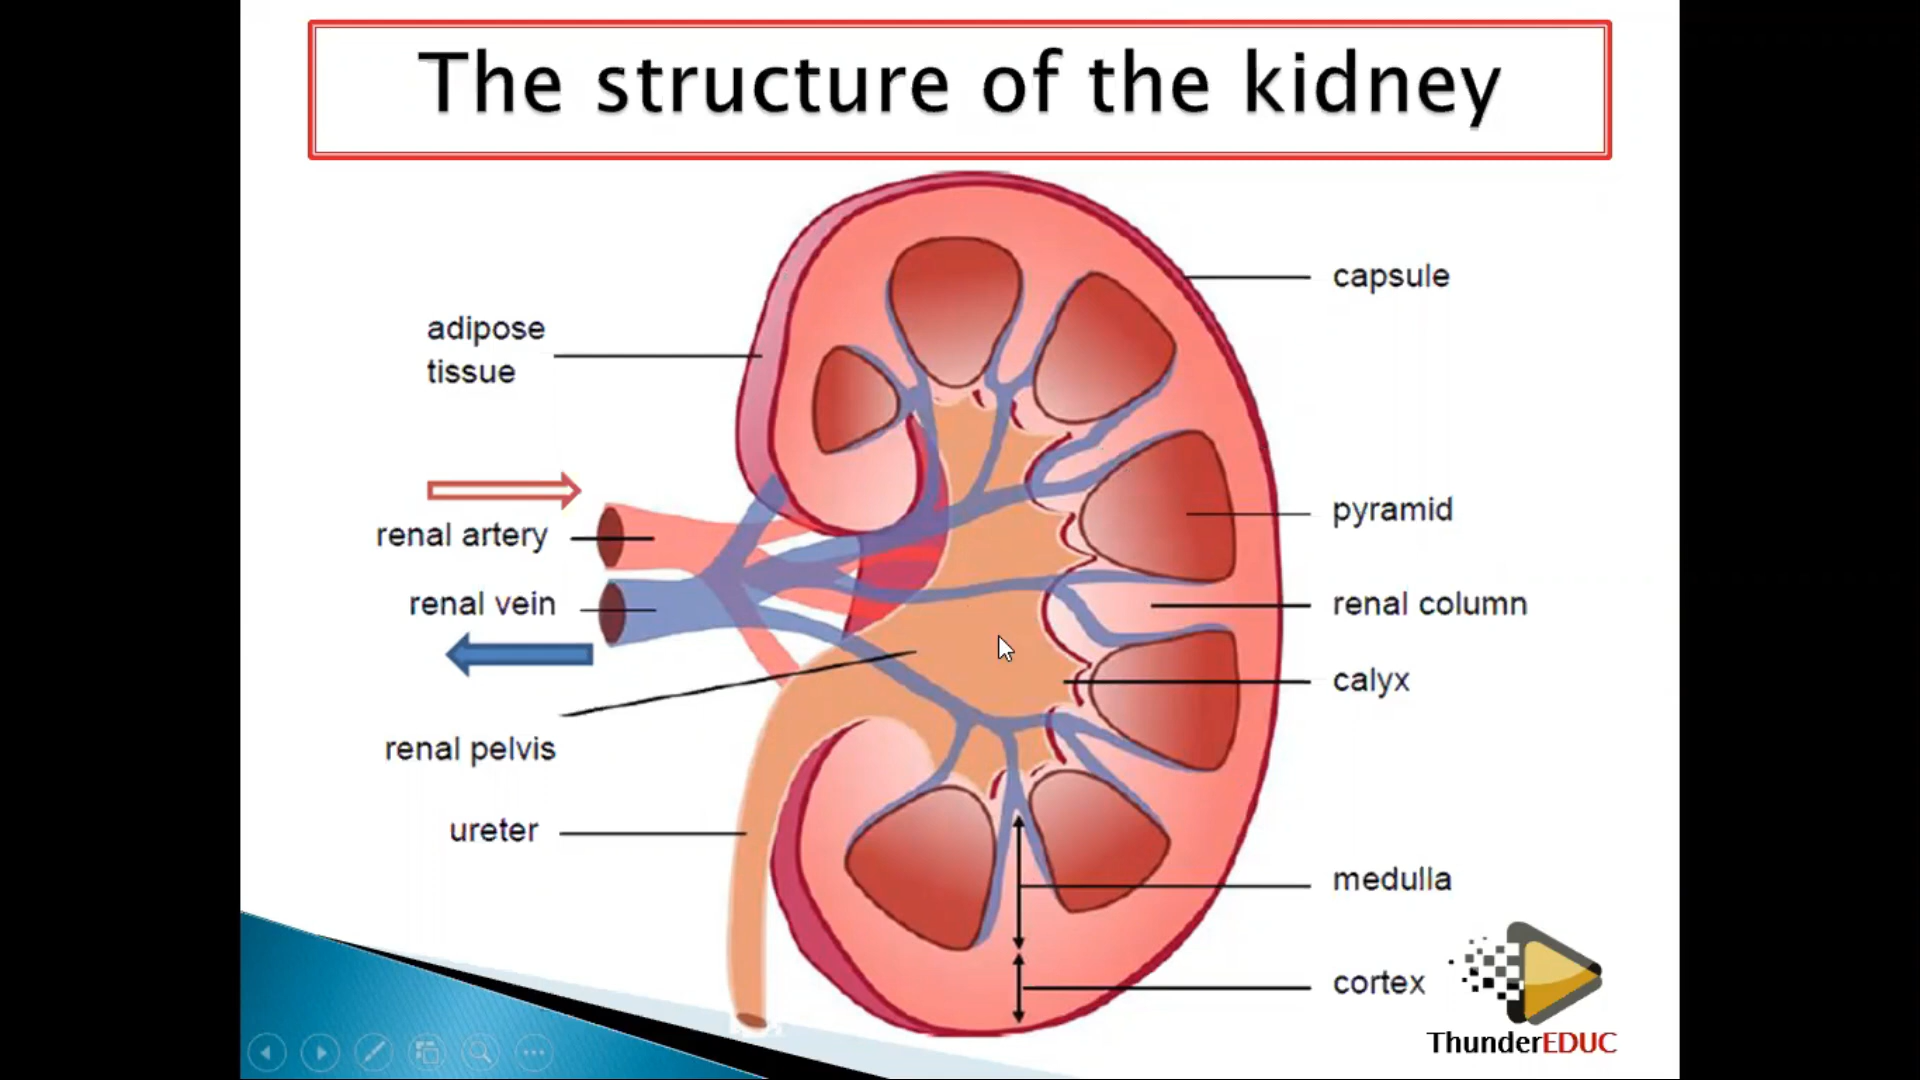 The structure of the kidney
adipose
tissue
renal artery
renal vein
renal pelvis
ureter
capsule
pyramid
renal column
calyx
medulla
cortex
ThunderEDUC